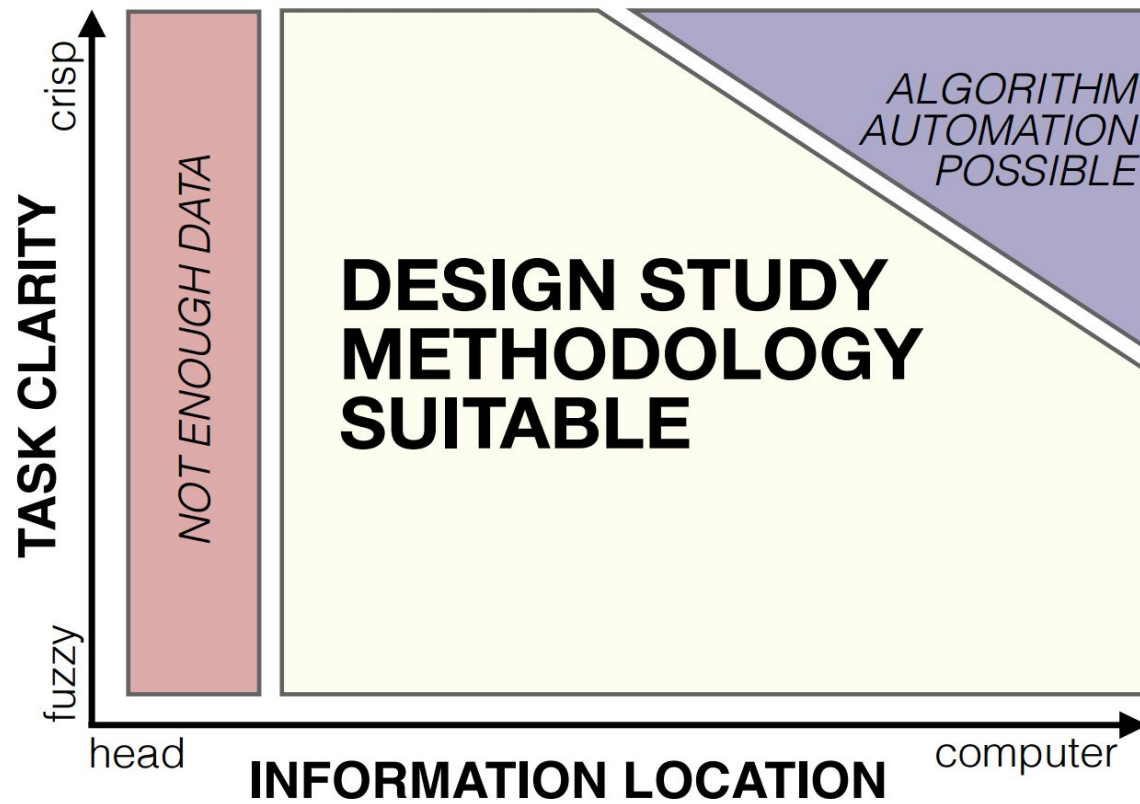 crisp
TASK CLARITY
fuzzy
NOT ENOUGH DATA
DESIGN STUDY
METHODOLOGY
SUITABLE
ALGORITHM
AUTOMATION
POSSIBLE
head
computer
INFORMATION LOCATION